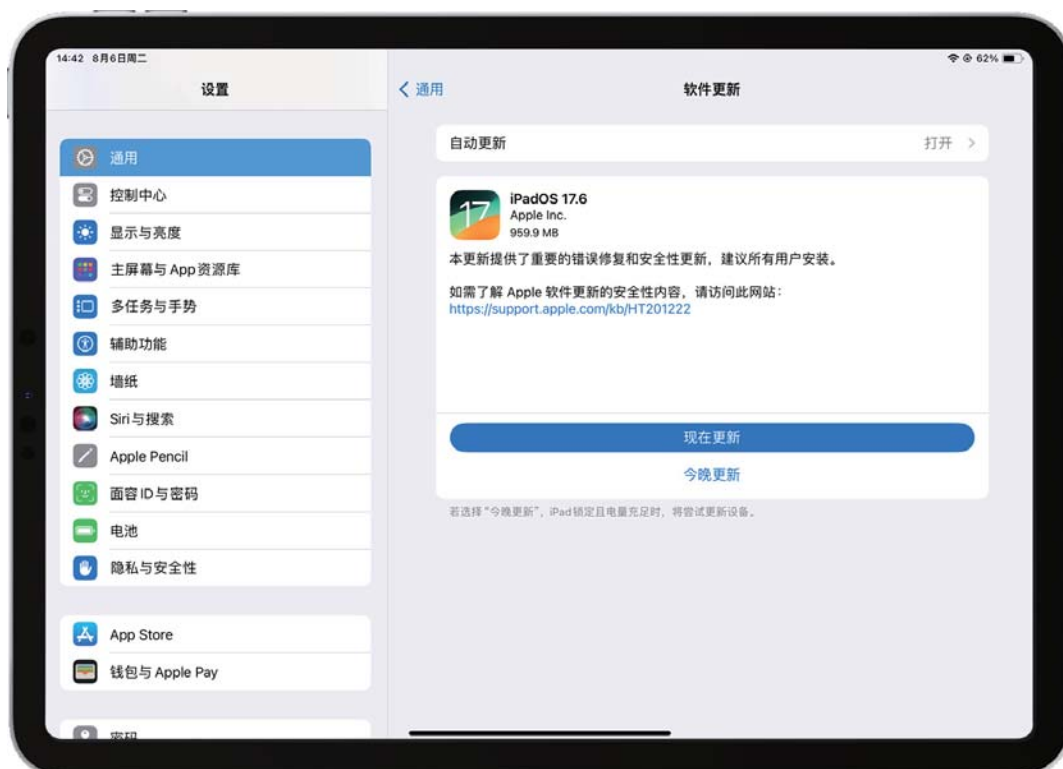 14:42 8月6日周二
62%
设置
通用
控制中心
显示与亮度
主屏幕与 App 资源库
多任务与手势
辅助功能
墙纸
Siri 与搜索
Apple Pencil
面容 ID 与密码
电池
隐私与安全性
App Store
钱包与 Apple Pay
密码
通用
软件更新
自动更新
打开
17
iPadOS 17.6
Apple Inc.
959.9 MB
本更新提供了重要的错误修复和安全性更新，建议所有用户安装。
如需了解 Apple 软件更新的安全性内容，请访问此网站：
https://support.apple.com/kb/HT201222
现在更新
今晚更新
若选择“今晚更新”，iPad 锁定且电量充足时，将尝试更新设备。